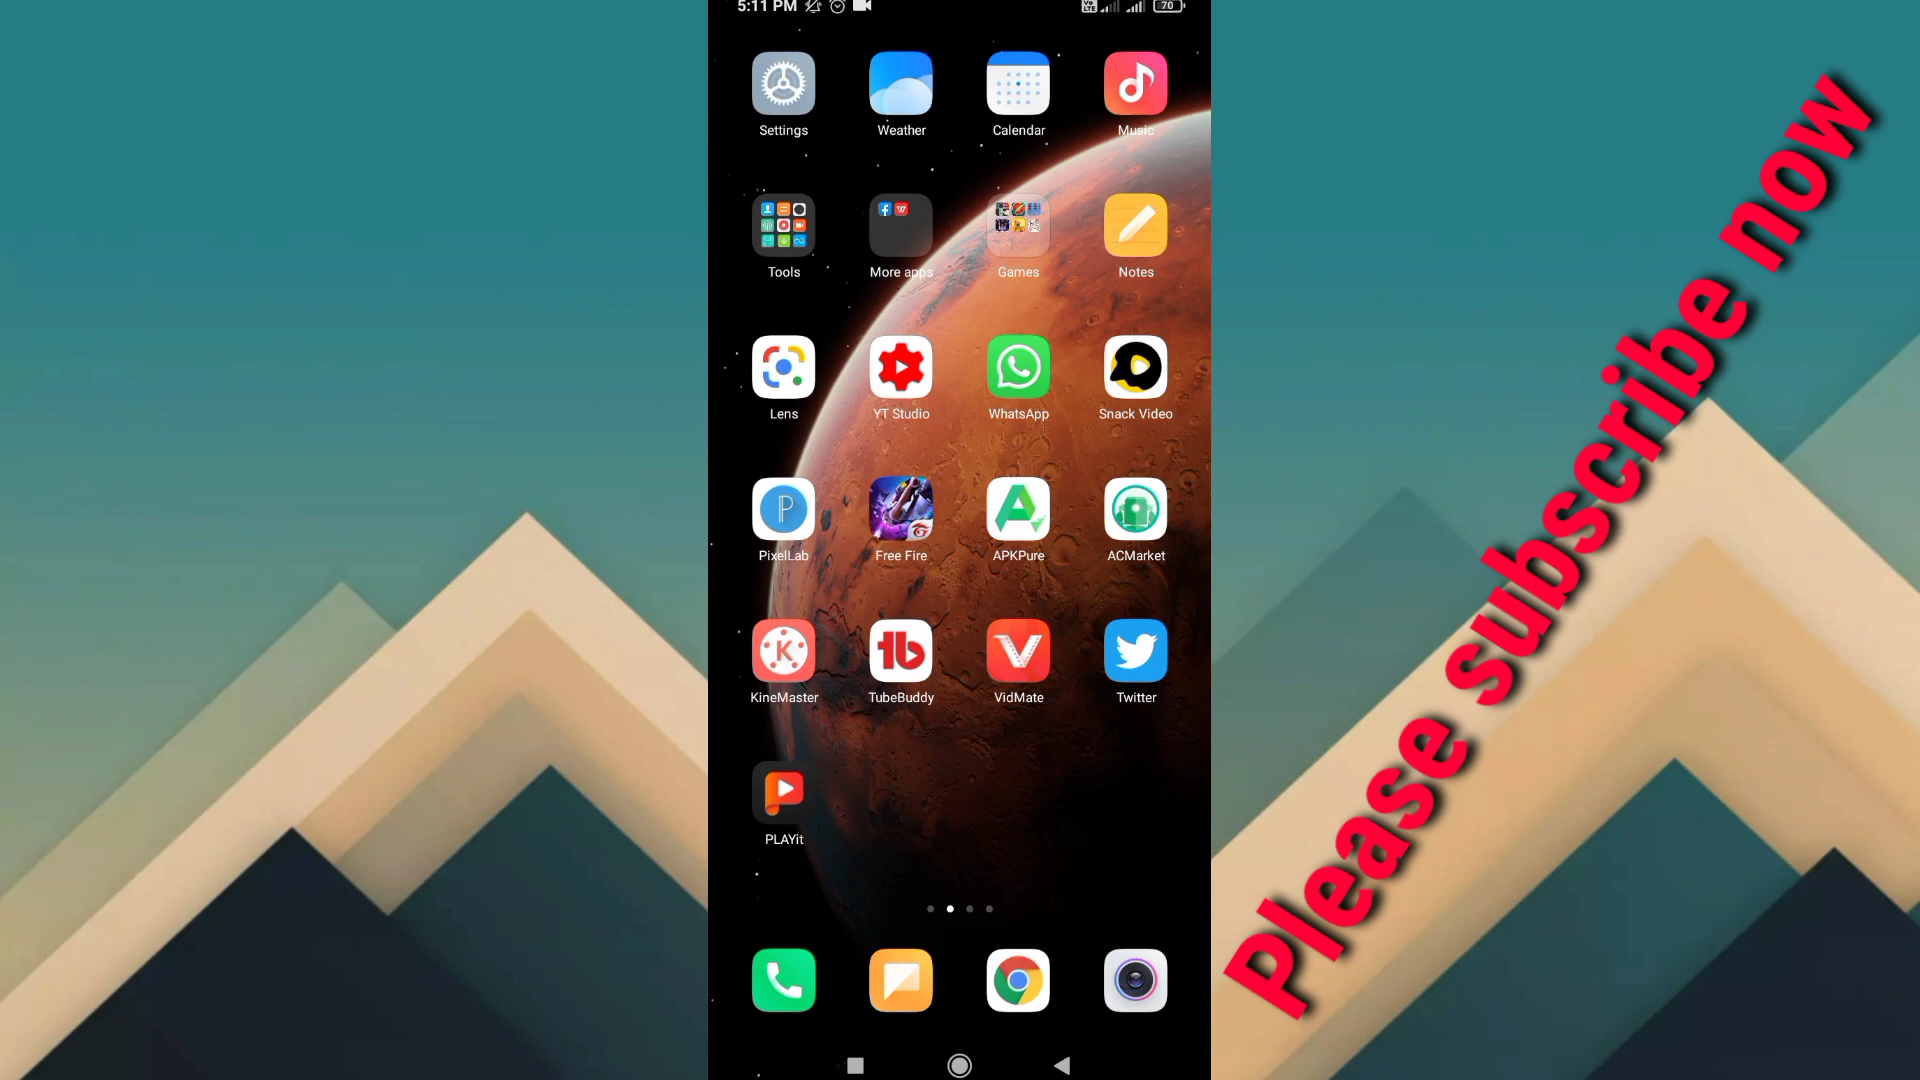 5:11 PM
70
Settings
Weather
Calendar
Music
Tools
More apps
Games
Notes
Lens
YT Studio
WhatsApp
Snack Video
PixelLab
Free Fire
APKPure
ACMarket
KineMaster
TubeBuddy
VidMate
Twitter
PLAYit
Please subscribe now